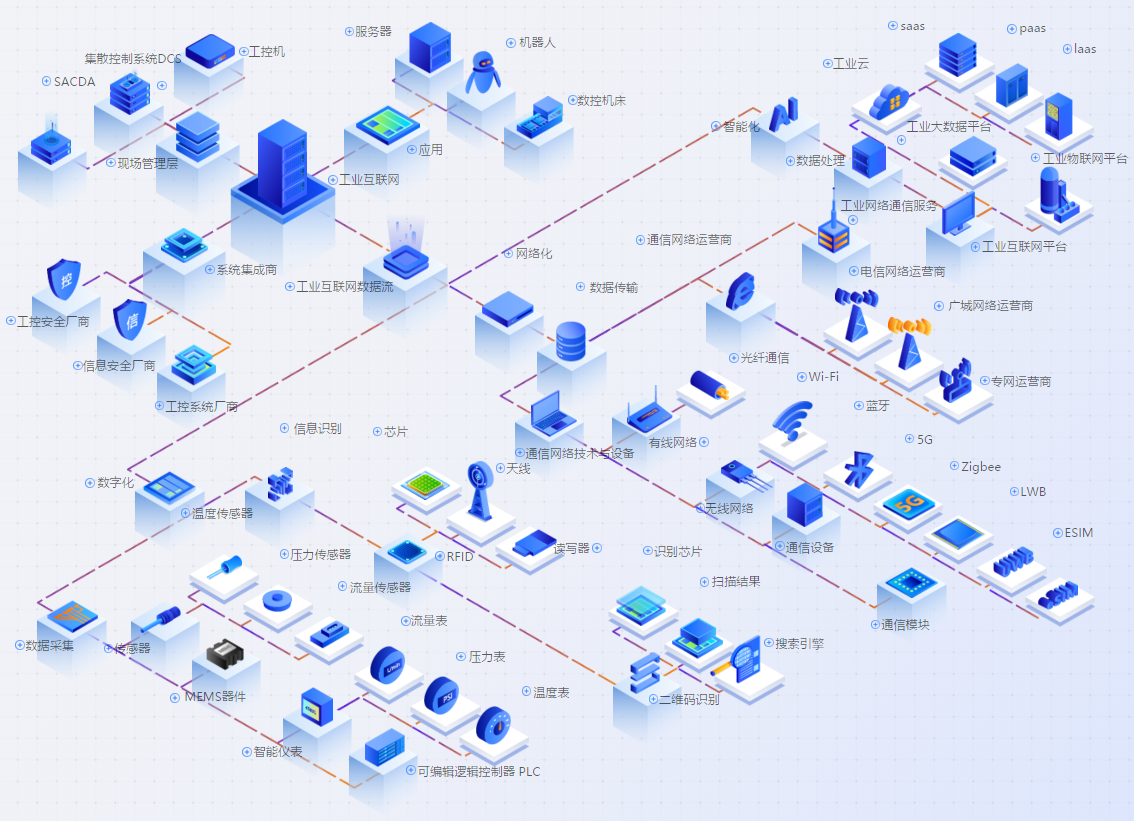 saas
paas
服务器
机器人
工控机
laas
集散控制系统DCS
工业云
SACDA
数控机床
智能化
AI
工业大数据平台
应用
现场管理层
数据处理
工业物联网平台
工业互联网
工业网络通信服务
通信网络运营商
工业互联网平台
网络化
系统集成商
电信网络运营商
控
工业互联网数据流
数据传输
广域网络运营商
工控安全厂商
信
信息安全厂商
光纤通信
Wi-Fi
专网运营商
工控系统厂商
蓝牙
信息识别
芯片
有线网络
5G
通信网络技术与设备
天线
Zigbee
数字化
LWB
5G
无线网络
温度传感器
ESIM
读写器
通信设备
压力传感器
RFID
识别芯片
流量传感器
扫描结果
流量表
通信模块
数据采集
传感器
搜索引擎
压力表
MEMS器件
温度表
PSI
二维码识别
智能仪表
可编辑逻辑控制器 PLC